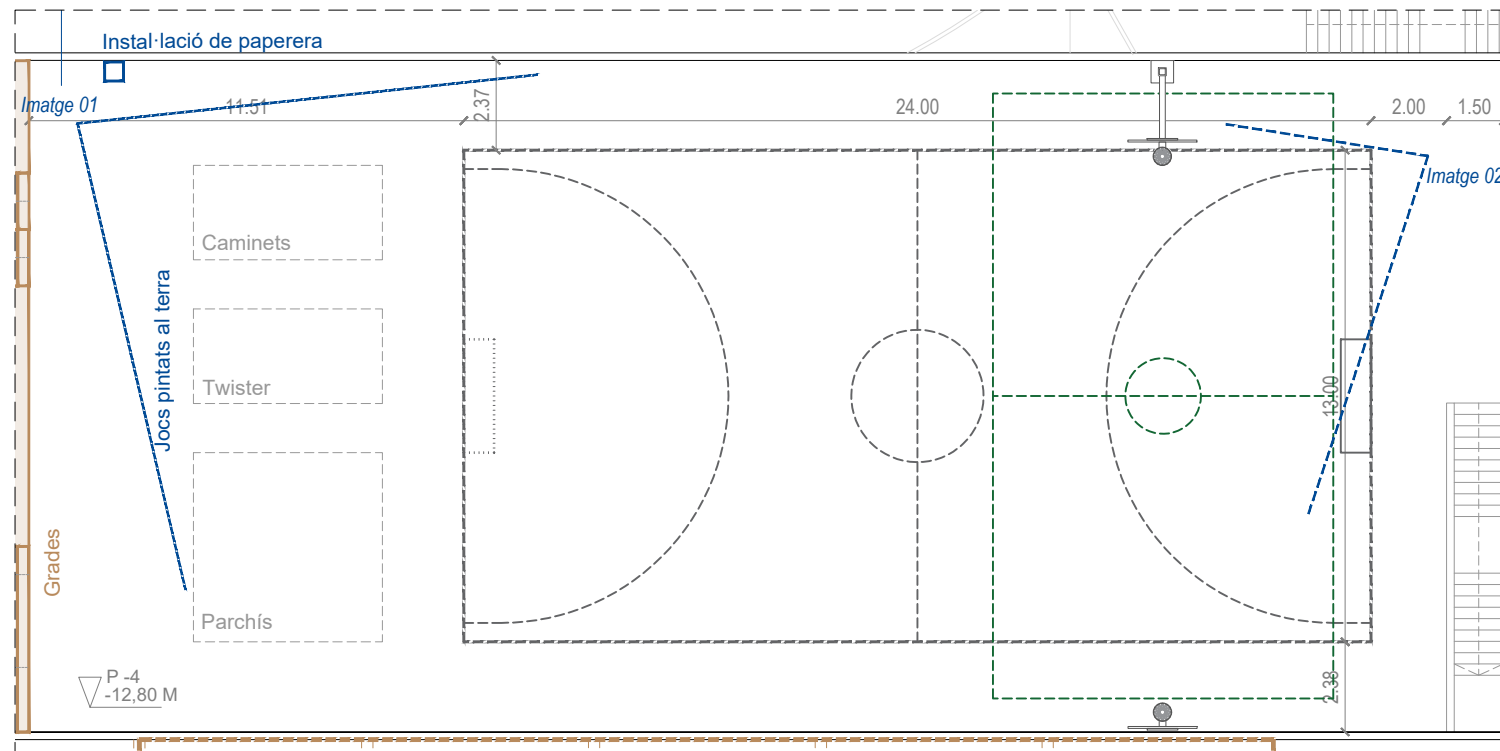 Instal·lació de paperera
Imatge 01
11.51
2.37
24.00
2.00
1.50
Imatge 02
Caminets
Jocs pintats al terra
Twister
13.00
Grades
Parchís
P -4
-12,80 M
2.38